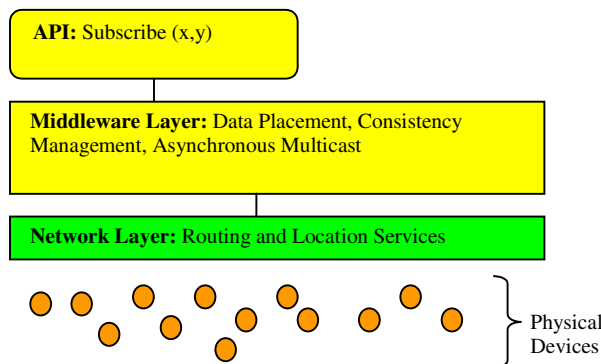 API: Subscribe (x,y)
Middleware Layer: Data Placement, Consistency
Management, Asynchronous Multicast
Network Layer: Routing and Location Services
Physical
Devices